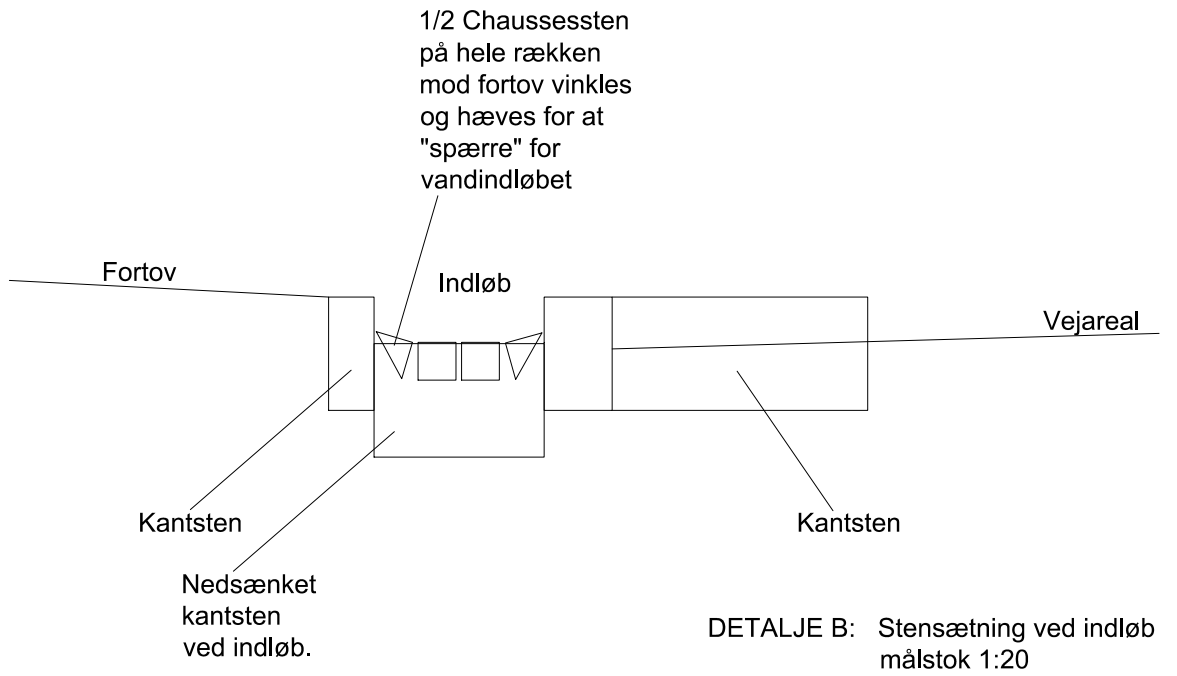 1/2 Chaussessten
på hele rækken
mod fortov vinkles
og hæves for at
"spærre" for
vandindløbet
Fortov
Indløb
Vejareal
Kantsten
Kantsten
Nedsænket
kantsten
ved indløb.
DETALJE B: Stensætning ved indløb
målstok 1:20